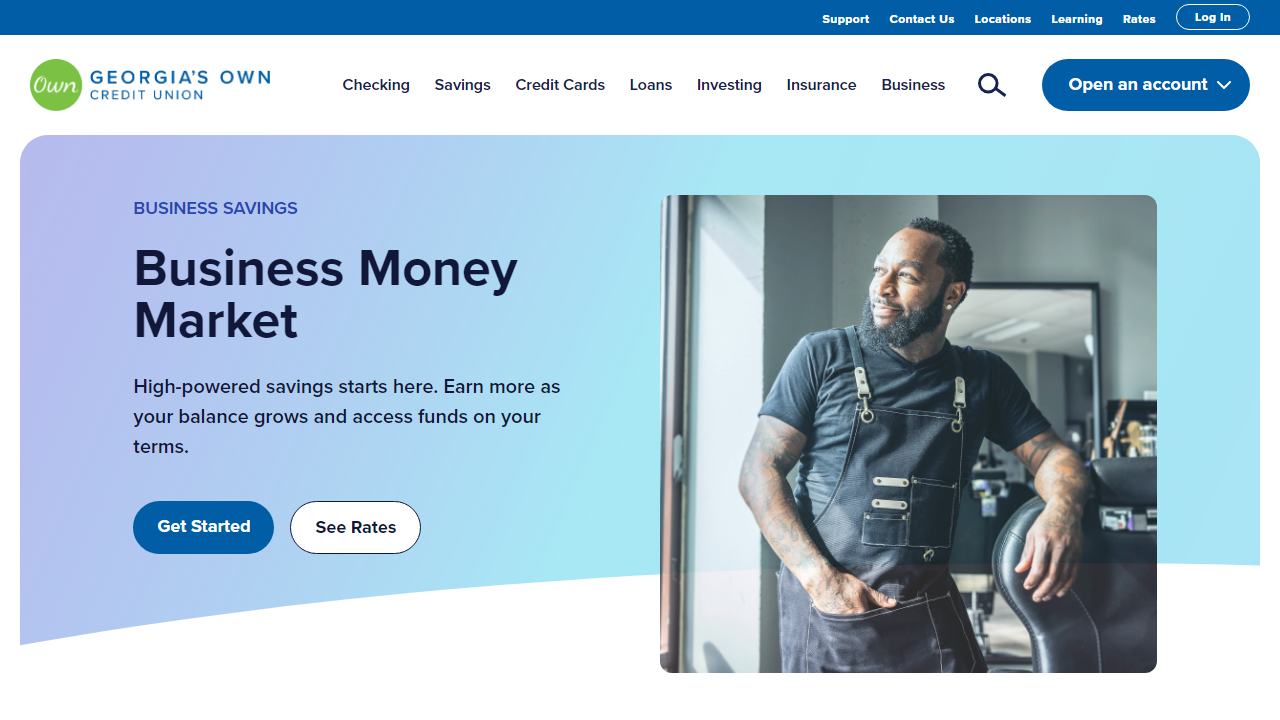 Support Contact Us Locations Learning Rates Log In
Own GEORGIA'S OWN
CREDIT UNION
Checking Savings Credit Cards Loans Investing Insurance Business Open an account
BUSINESS SAVINGS
Business Money
Market
High-powered savings starts here. Earn more as
your balance grows and access funds on your
terms.
Get Started See Rates